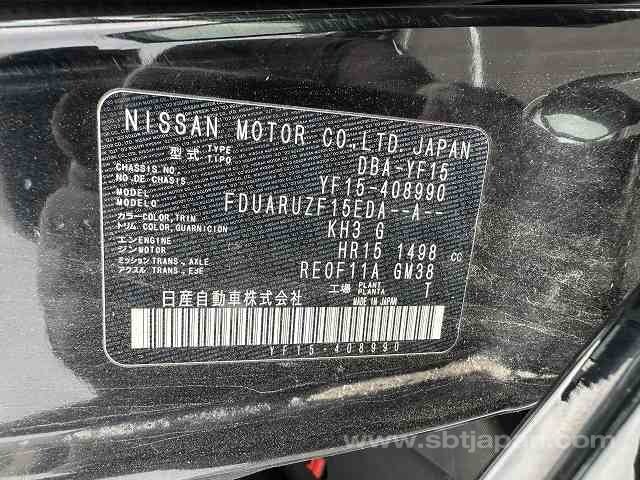 NISSAN MOTOR CO.,LTD. JAPAN
型式 TYPE TIPO DBA-YF15
CHASSIS NO. NO. DE CHASIS YF15-408990
MODEL MODELO FDUARUZF15EDA--A--
カラー COLOR, TRIM トリム COLOR, GUARNICION KH3 G
エンジン ENGINE MOTOR HR15 1498 cc
ミッション TRANS., AXLE アクスル TRANS., EJE RE0F11A GM38
工場 PLANT PLANTA T
日産自動車株式会社 MADE IN JAPAN
YF15-408990
www.sbtjapan.com